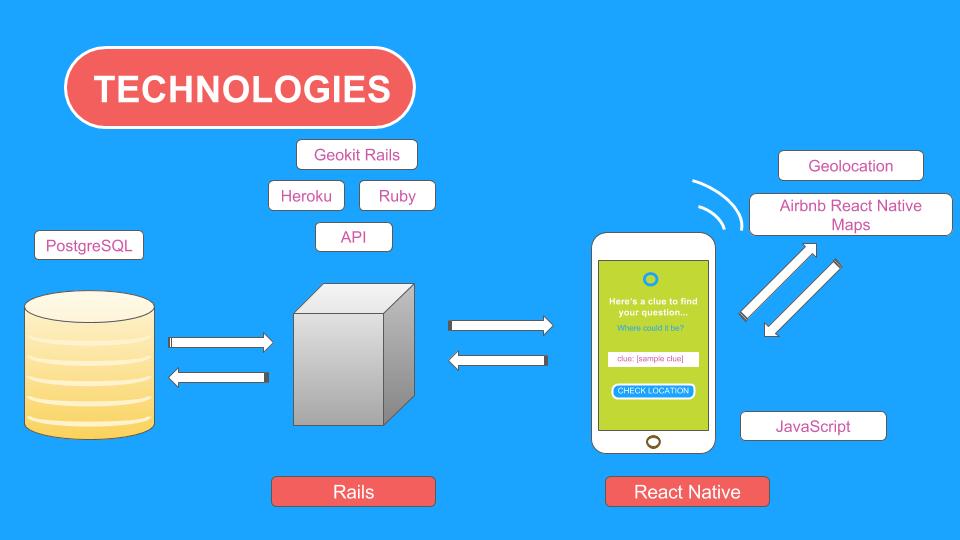 TECHNOLOGIES
Geokit Rails
Heroku
Ruby
API
PostgreSQL
Geolocation
Airbnb React Native
Maps
Here's a clue to find
your question...
Where could it be?
clue: [sample clue]
CHECK LOCATION
JavaScript
Rails
React Native